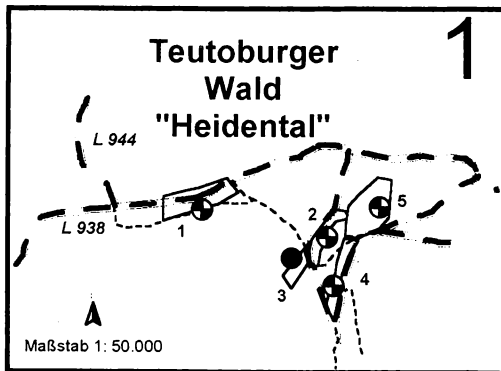 1
Teutoburger
Wald
"Heidental"
L 944
L 938
1
2
5
3
4
Maßstab 1: 50.000